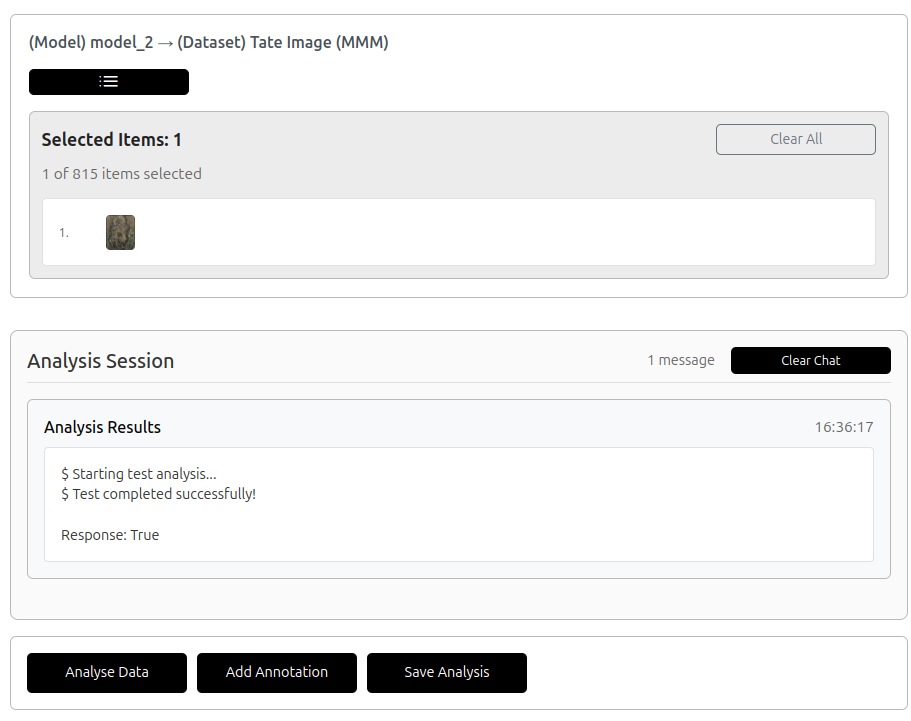 (Model) model_2 → (Dataset) Tate Image (MMM)
Selected Items: 1
Clear All
1 of 815 items selected
1.
Analysis Session
1 message
Clear Chat
Analysis Results
16:36:17
$ Starting test analysis...
$ Test completed successfully!
Response: True
Analyse Data
Add Annotation
Save Analysis